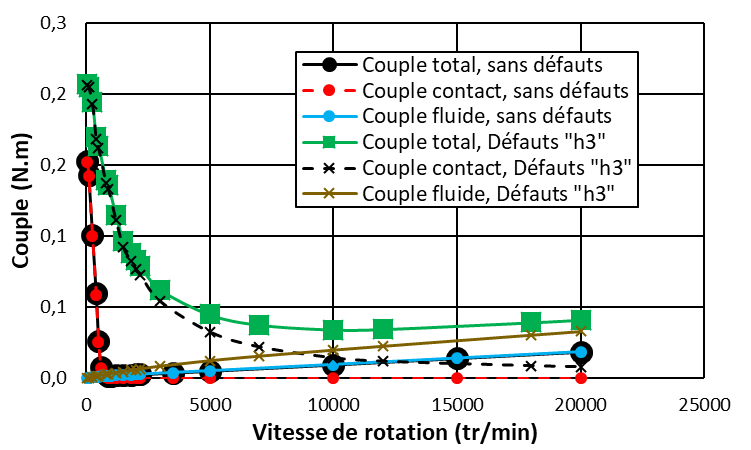 0,3
0,2
0,2
0,1
0,1
0,0
Couple (N.m)
Couple total, sans défauts
Couple contact, sans défauts
Couple fluide, sans défauts
Couple total, Défauts "h3"
Couple contact, Défauts "h3"
Couple fluide, Défauts "h3"
0 5000 10000 15000 20000 25000
Vitesse de rotation (tr/min)